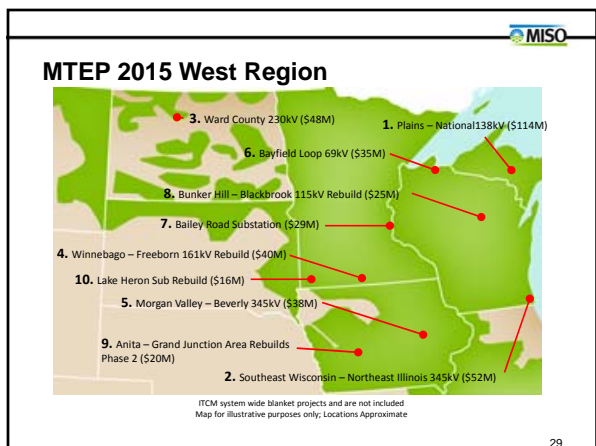 MISO
MTEP 2015 West Region
3. Ward County 230kV ($48M)
1. Plains – National138kV ($114M)
6. Bayfield Loop 69kV ($35M)
8. Bunker Hill – Blackbrook 115kV Rebuild ($25M)
7. Bailey Road Substation ($29M)
4. Winnebago – Freeborn 161kV Rebuild ($40M)
10. Lake Heron Sub Rebuild ($16M)
5. Morgan Valley – Beverly 345kV ($38M)
9. Anita – Grand Junction Area Rebuilds
Phase 2 ($20M)
2. Southeast Wisconsin – Northeast Illinois 345kV ($52M)
ITCM system wide blanket projects and are not included
Map for illustrative purposes only; Locations Approximate
29